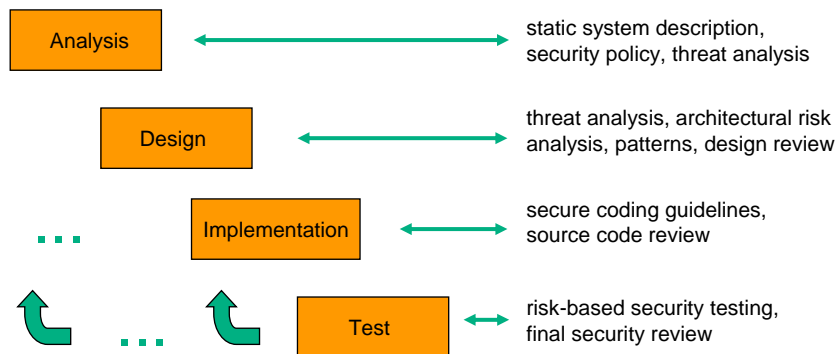 Analysis
static system description,
security policy, threat analysis
Design
threat analysis, architectural risk
analysis, patterns, design review
Implementation
secure coding guidelines,
source code review
Test
risk-based security testing,
final security review